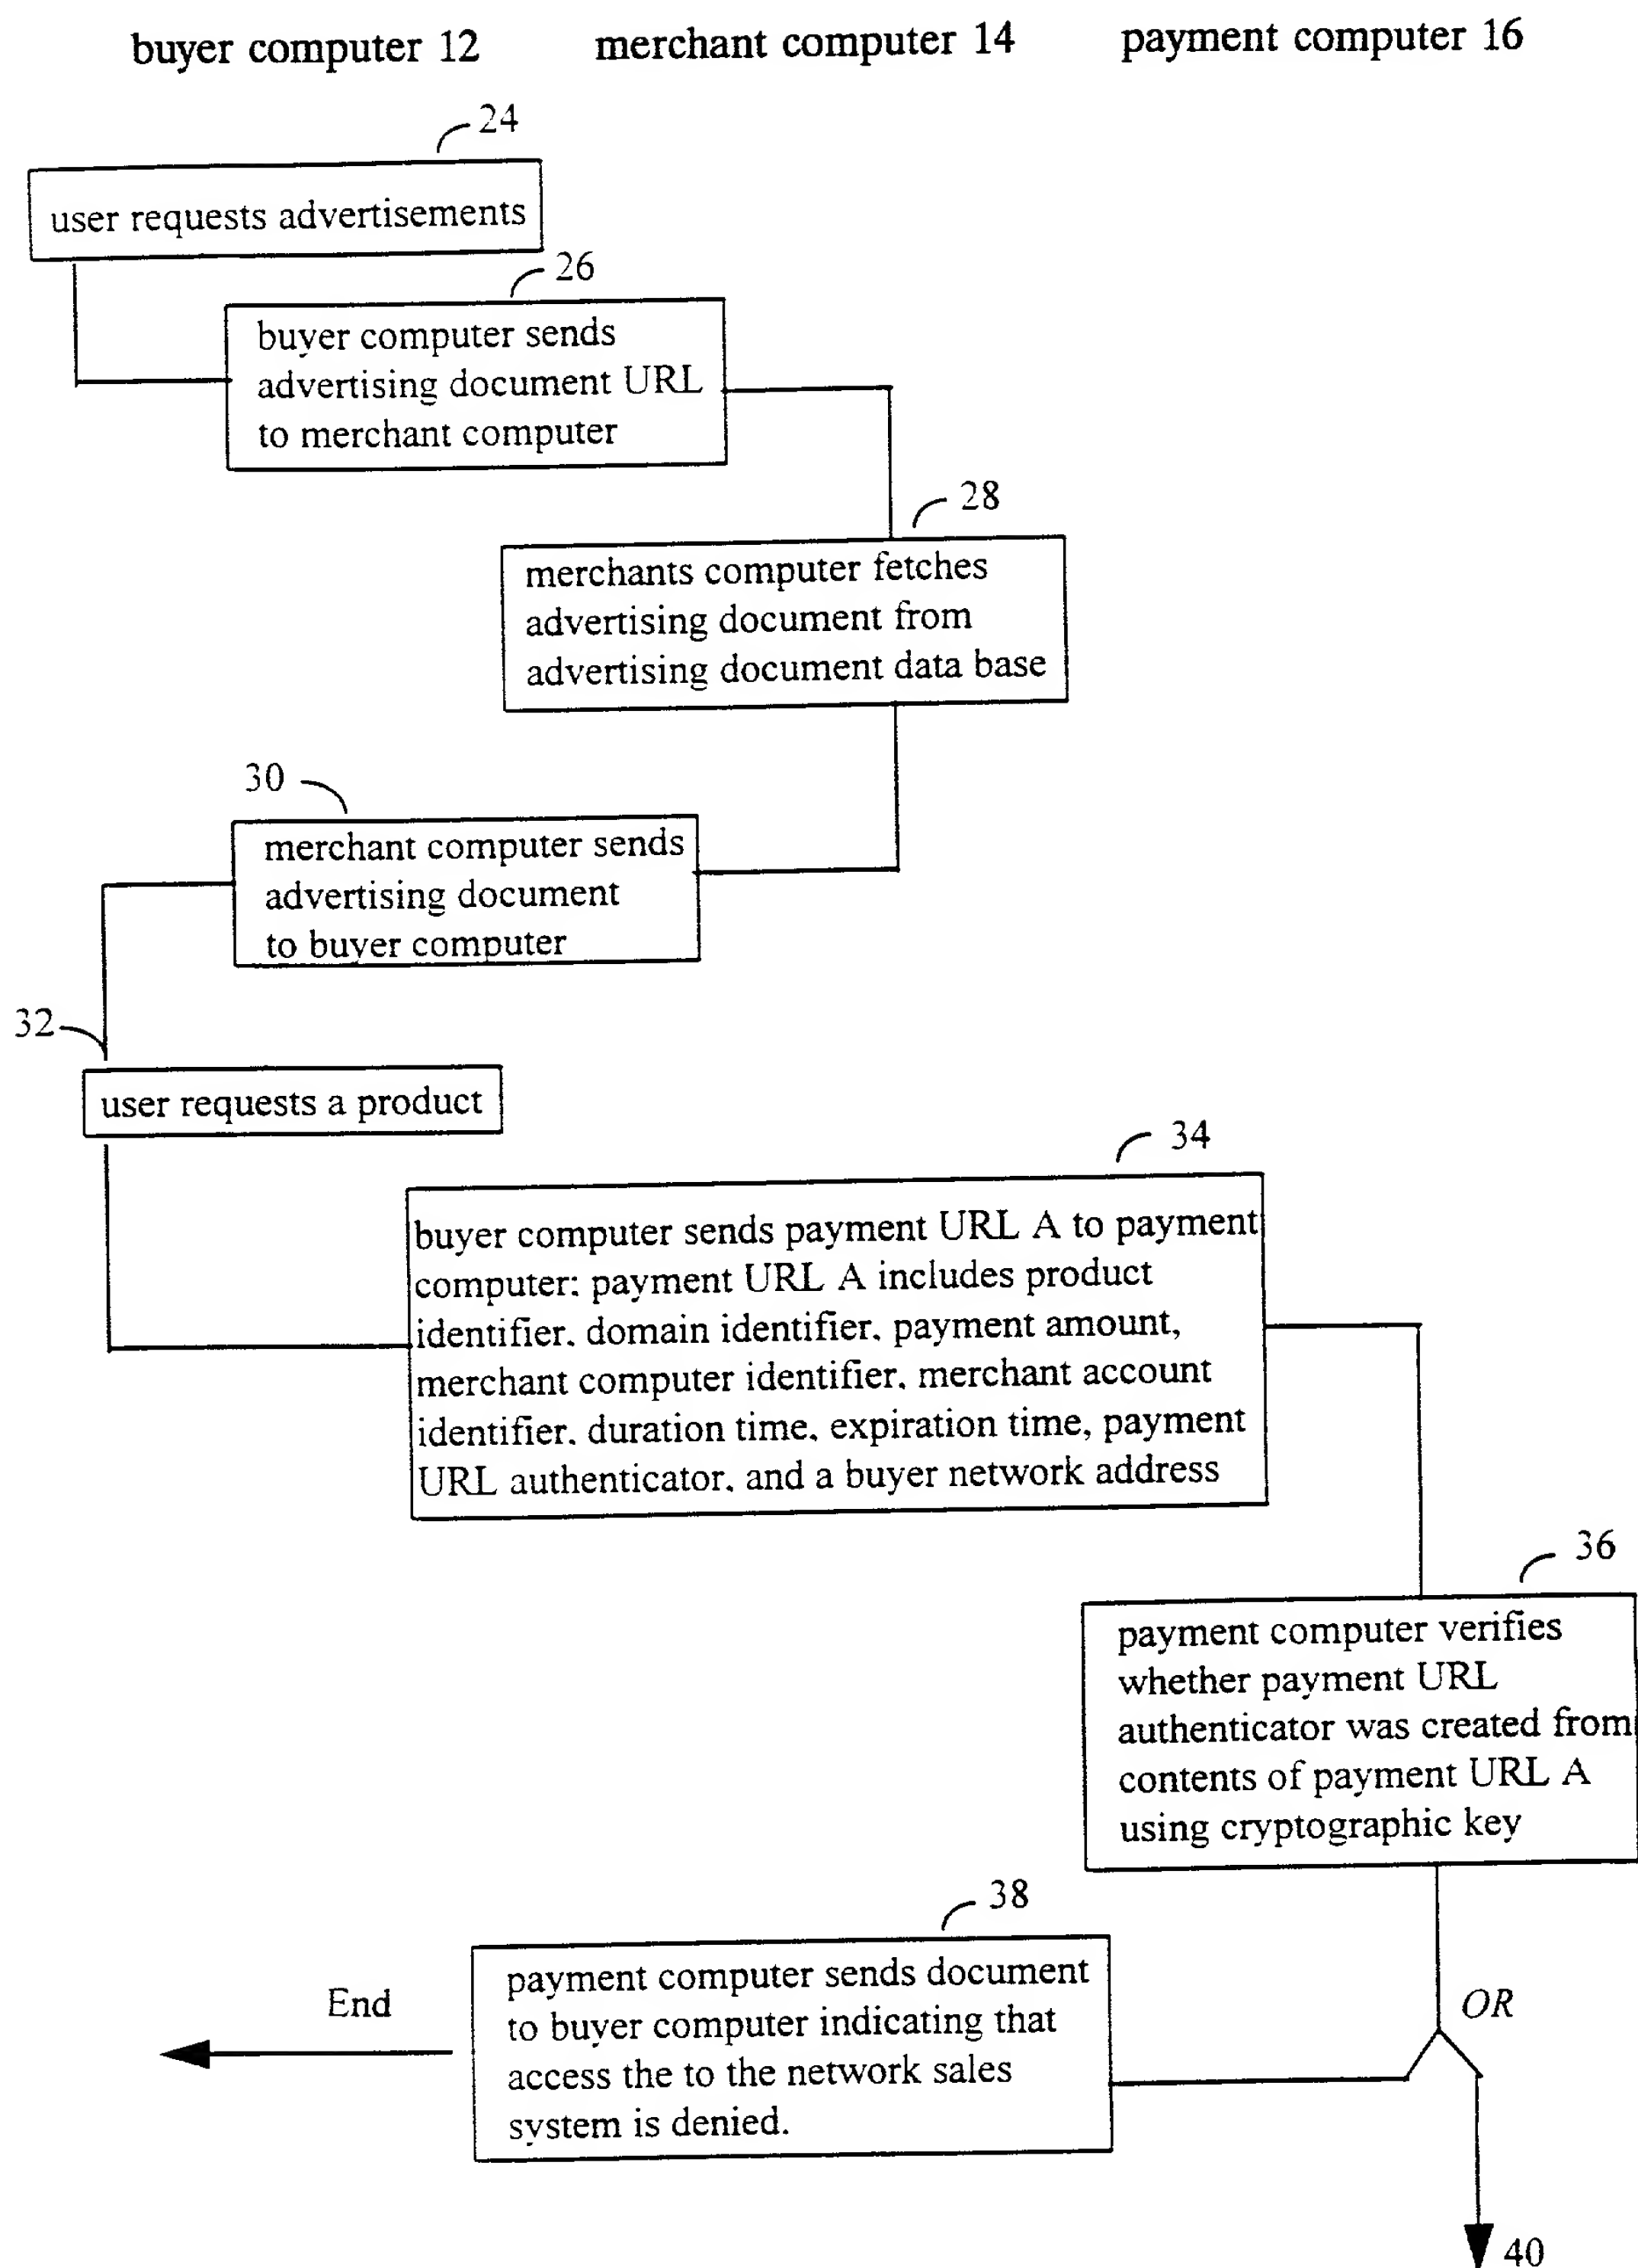 buyer computer 12 merchant computer 14 payment computer 16
24
user requests advertisements
26
buyer computer sends
advertising document URL
to merchant computer
28
merchants computer fetches
advertising document from
advertising document data base
30
merchant computer sends
advertising document
to buyer computer
32
user requests a product
34
buyer computer sends payment URL A to payment
computer: payment URL A includes product
identifier, domain identifier, payment amount,
merchant computer identifier, merchant account
identifier, duration time, expiration time, payment
URL authenticator, and a buyer network address
36
payment computer verifies
whether payment URL
authenticator was created from
contents of payment URL A
using cryptographic key
38
payment computer sends document
to buyer computer indicating that
access the to the network sales
system is denied.
End
OR
40